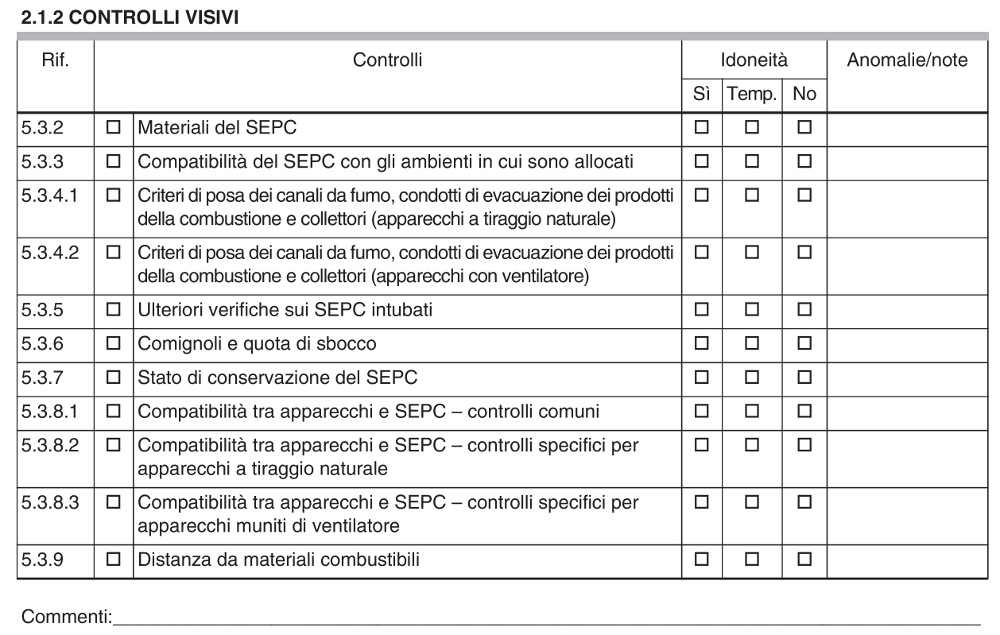 2.1.2 CONTROLLI VISIVI
Rif. Controlli Idoneità Anomalie/note
Sì Temp. No
5.3.2 ☐ Materiali del SEPC ☐ ☐ ☐
5.3.3 ☐ Compatibilità del SEPC con gli ambienti in cui sono allocati ☐ ☐ ☐
5.3.4.1 ☐ Criteri di posa dei canali da fumo, condotti di evacuazione dei prodotti ☐ ☐ ☐
della combustione e collettori (apparecchi a tiraggio naturale)
5.3.4.2 ☐ Criteri di posa dei canali da fumo, condotti di evacuazione dei prodotti ☐ ☐ ☐
della combustione e collettori (apparecchi con ventilatore)
5.3.5 ☐ Ulteriori verifiche sui SEPC intubati ☐ ☐ ☐
5.3.6 ☐ Comignoli e quota di sbocco ☐ ☐ ☐
5.3.7 ☐ Stato di conservazione del SEPC ☐ ☐ ☐
5.3.8.1 ☐ Compatibilità tra apparecchi e SEPC – controlli comuni ☐ ☐ ☐
5.3.8.2 ☐ Compatibilità tra apparecchi e SEPC – controlli specifici per ☐ ☐ ☐
apparecchi a tiraggio naturale
5.3.8.3 ☐ Compatibilità tra apparecchi e SEPC – controlli specifici per ☐ ☐ ☐
apparecchi muniti di ventilatore
5.3.9 ☐ Distanza da materiali combustibili ☐ ☐ ☐
Commenti: